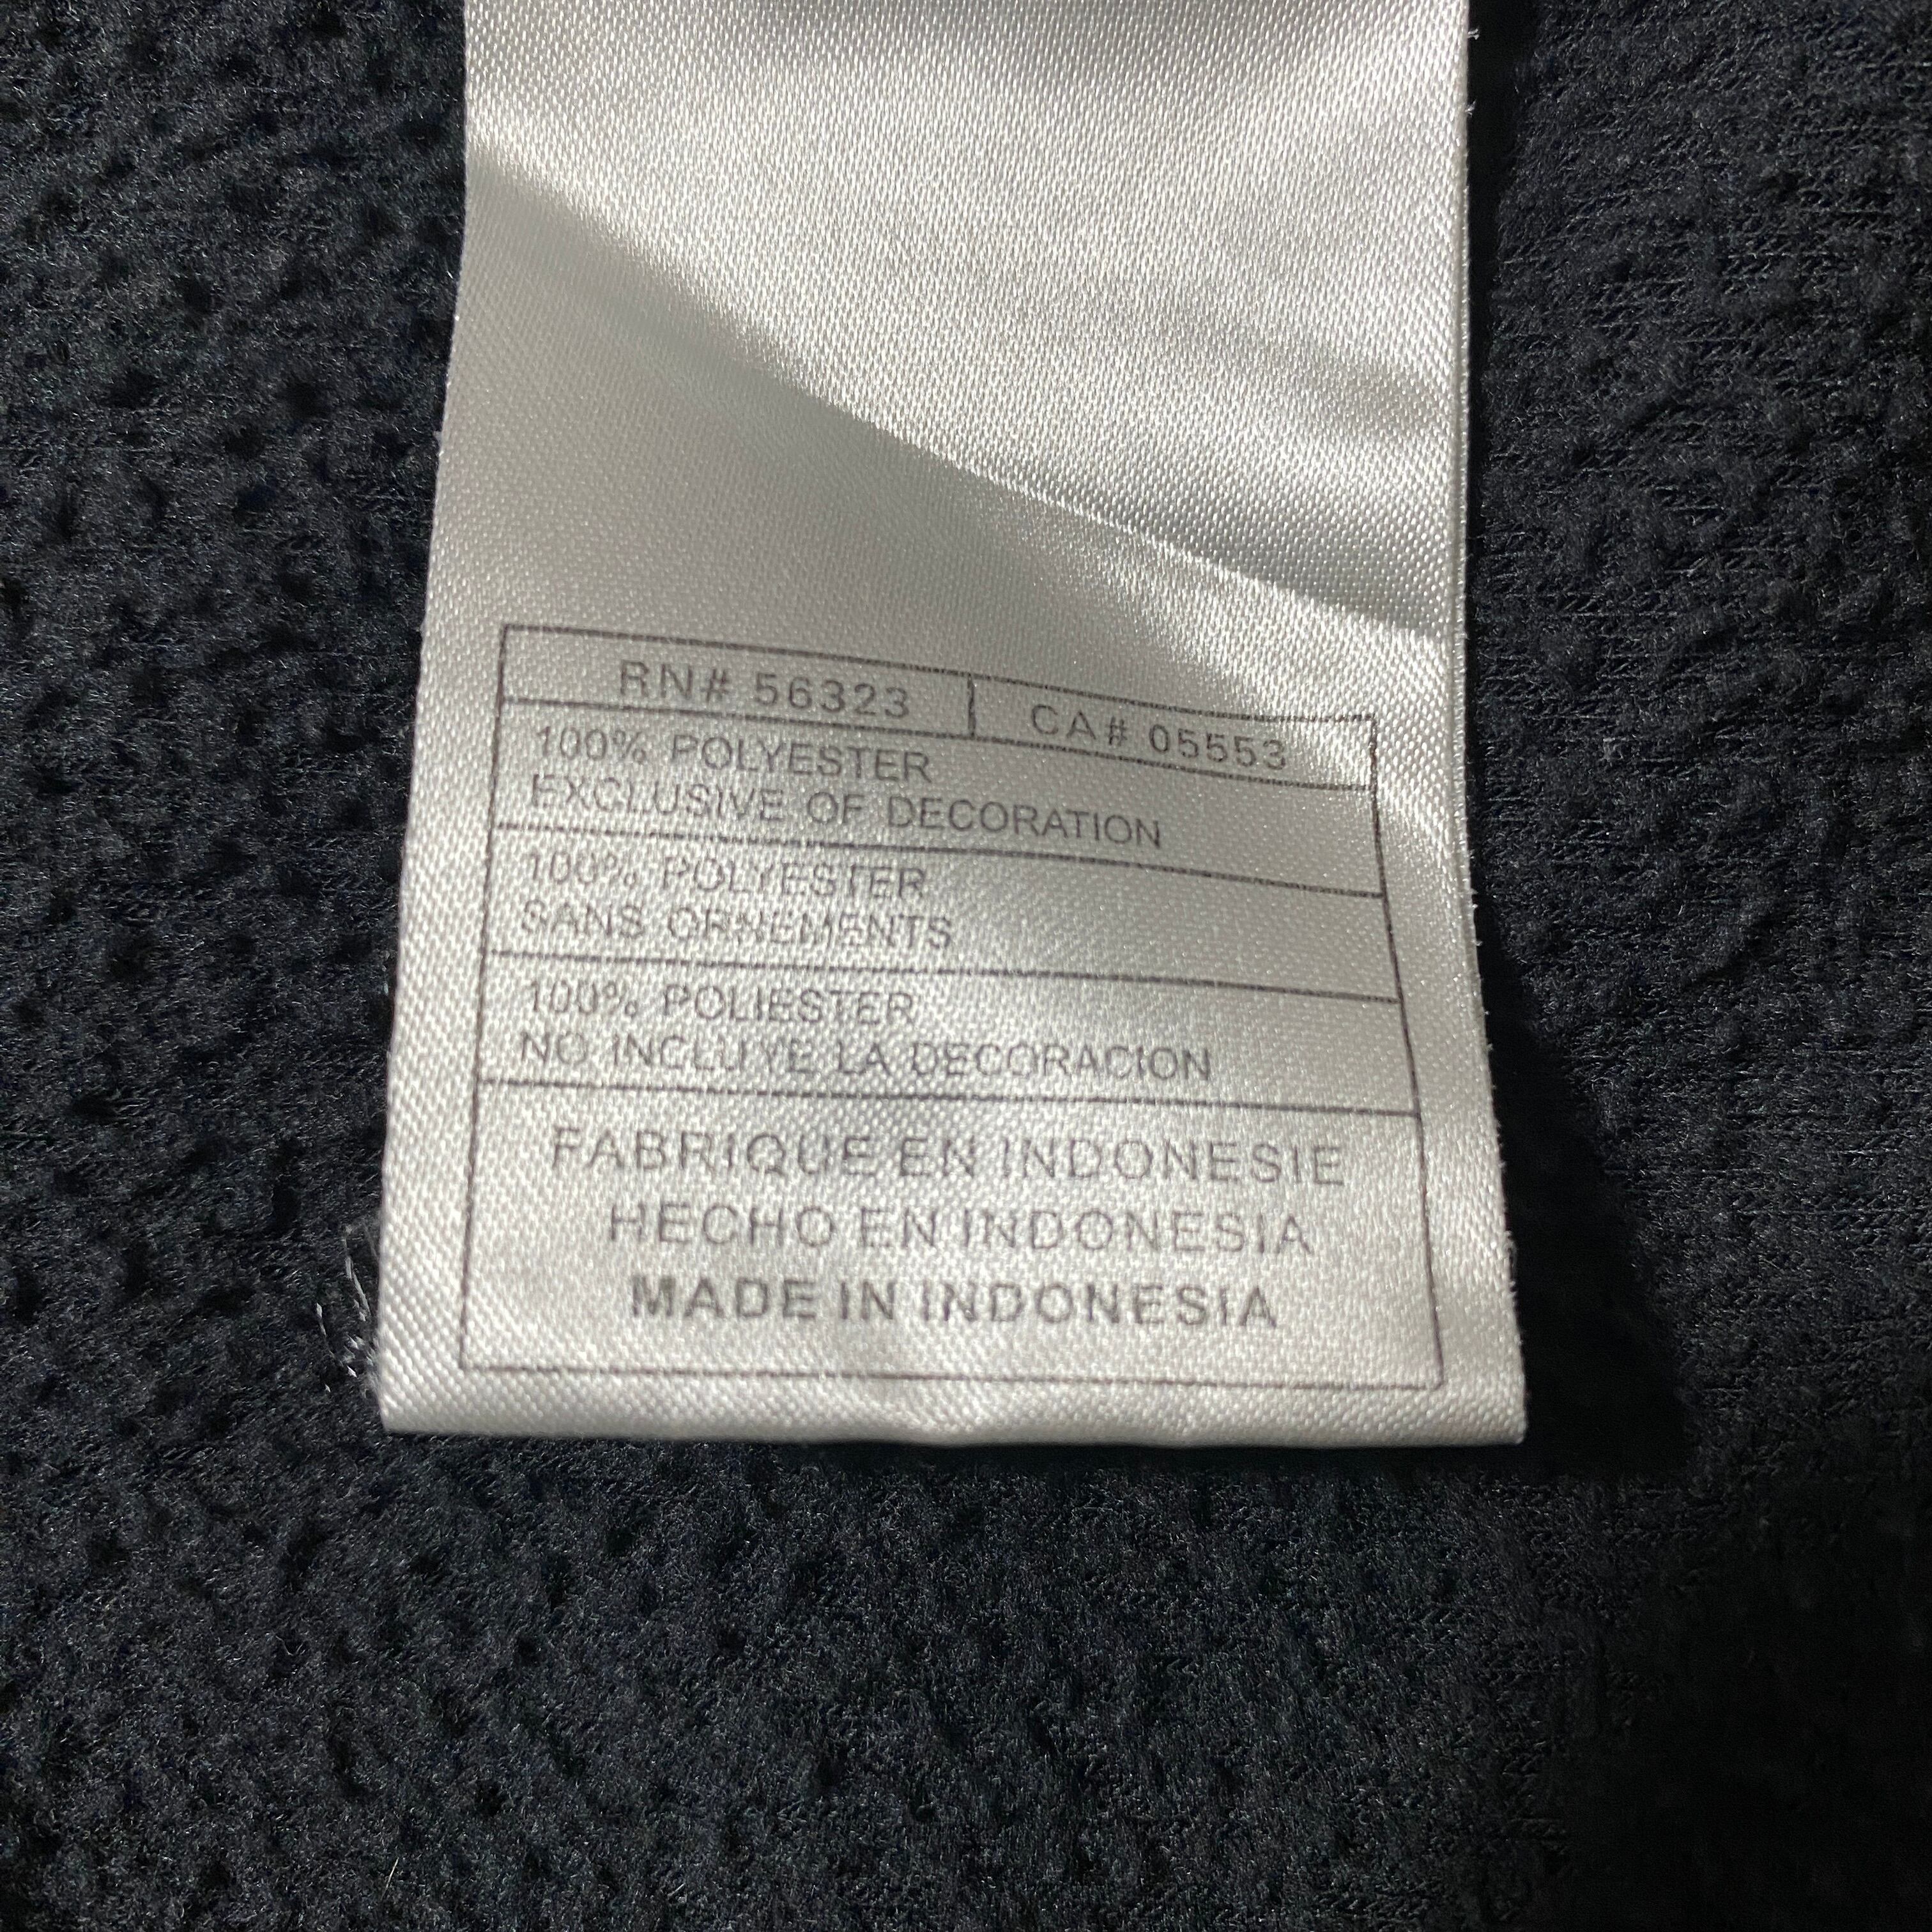 RN# 56323 CA# 05553
100% POLYESTER
EXCLUSIVE OF DECORATION
100% POLYESTER
SANS ORNEMENTS
100% POLIESTER
NO INCLUYE LA DECORACION
FABRIQUE EN INDONESIE
HECHO EN INDONESIA
MADE IN INDONESIA